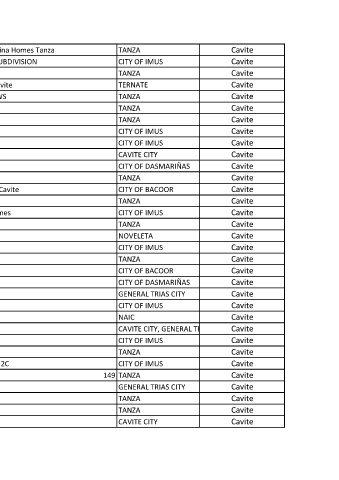 ina Homes Tanza TANZA Cavite
UBDIVISION CITY OF IMUS Cavite
TANZA Cavite
vite TERNATE Cavite
WS TANZA Cavite
TANZA Cavite
TANZA Cavite
CITY OF IMUS Cavite
CITY OF IMUS Cavite
CAVITE CITY Cavite
CITY OF DASMARIÑAS Cavite
TANZA Cavite
Cavite CITY OF BACOOR Cavite
TANZA Cavite
mes CITY OF IMUS Cavite
TANZA Cavite
NOVELETA Cavite
CITY OF IMUS Cavite
TANZA Cavite
CITY OF BACOOR Cavite
CITY OF DASMARIÑAS Cavite
GENERAL TRIAS CITY Cavite
CITY OF IMUS Cavite
NAIC Cavite
CAVITE CITY, GENERAL TI Cavite
CITY OF IMUS Cavite
TANZA Cavite
2C CITY OF IMUS Cavite
149 TANZA Cavite
GENERAL TRIAS CITY Cavite
TANZA Cavite
TANZA Cavite
CAVITE CITY Cavite